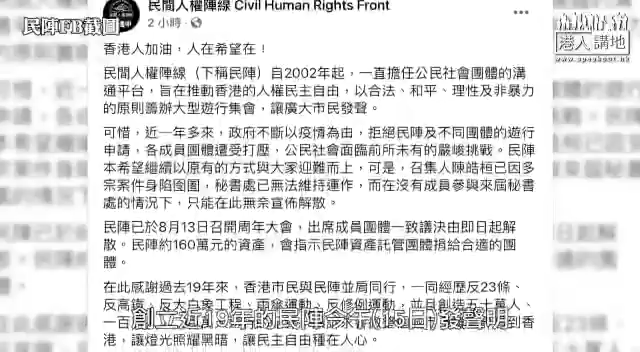 民陣FB截圖
民間人權陣線 Civil Human Rights Front
2 小時
港人講地
香港人加油，人在希望在！
民間人權陣線（下稱民陣）自2002年起，一直擔任公民社會團體的溝
通平台，旨在推動香港的人權民主自由，以合法、和平、理性及非暴力
的原則籌辦大型遊行集會，讓廣大市民發聲。
可惜，近一年多來，政府不斷以疫情為由，拒絕民陣及不同團體的遊行
申請，各成員團體遭受打壓，公民社會面臨前所未有的嚴峻挑戰。民陣
本希望繼續以原有的方式與大家迎難而上，可是，召集人陳皓桓已因多
宗案件身陷囹圄，秘書處已無法維持運作，而在沒有成員參與來屆秘書
處的情況下，只能在此無奈宣佈解散。
民陣已於8月13日召開周年大會，出席成員團體一致議決由即日起解
散。民陣約160萬元的資產，會指示民陣資產託管團體捐給合適的團
體。
在此感謝過去19年來，香港市民與民陣並肩同行，一同經歷反23條、
反高鐵、反大白象工程、雨傘運動、反修例運動，並且創造五十萬人、
創立近19年的民陣今午(15日)發聲明
港，讓燈光照耀黑暗，讓民主自由種在人心。